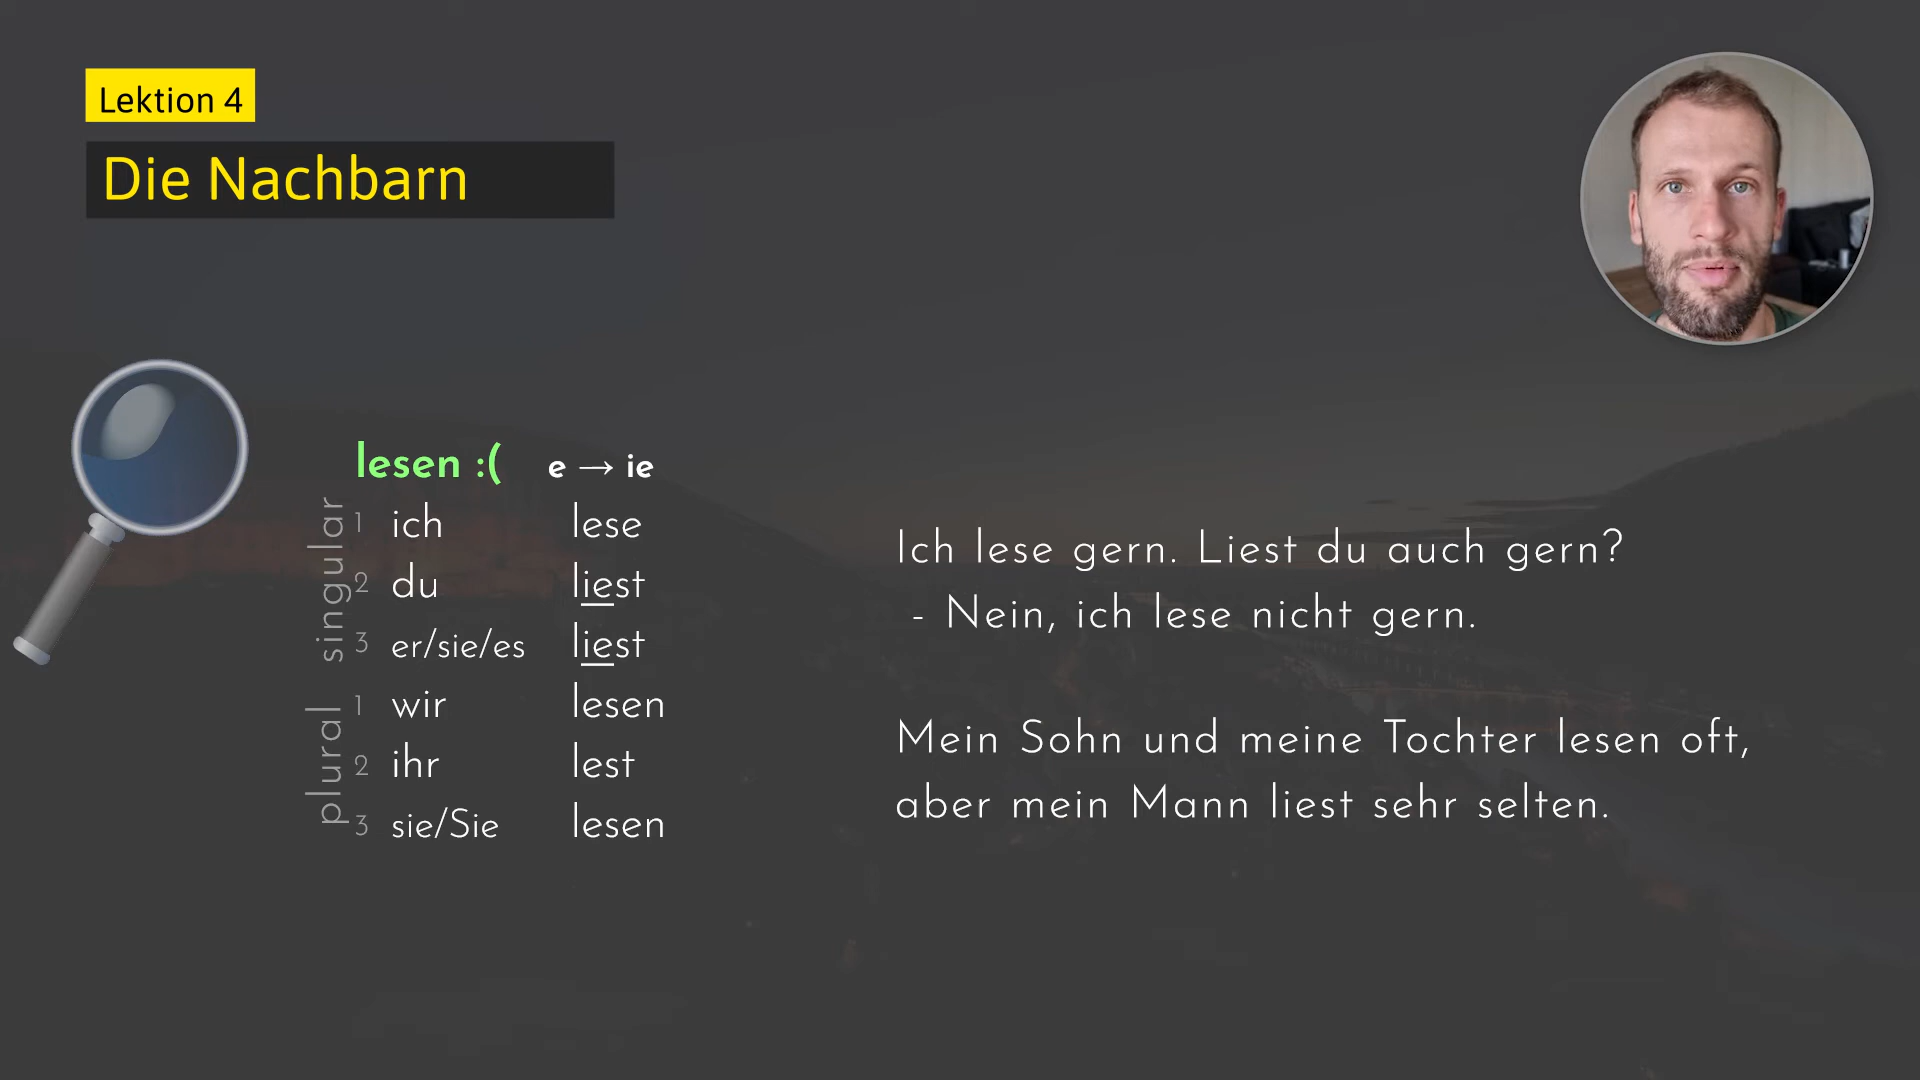 Lektion 4
Die Nachbarn
lesen :( e → ie
singular
1 ich lese
2 du liest
3 er/sie/es liest
plural
1 wir lesen
2 ihr lest
3 sie/Sie lesen
Ich lese gern. Liest du auch gern?
- Nein, ich lese nicht gern.
Mein Sohn und meine Tochter lesen oft,
aber mein Mann liest sehr selten.